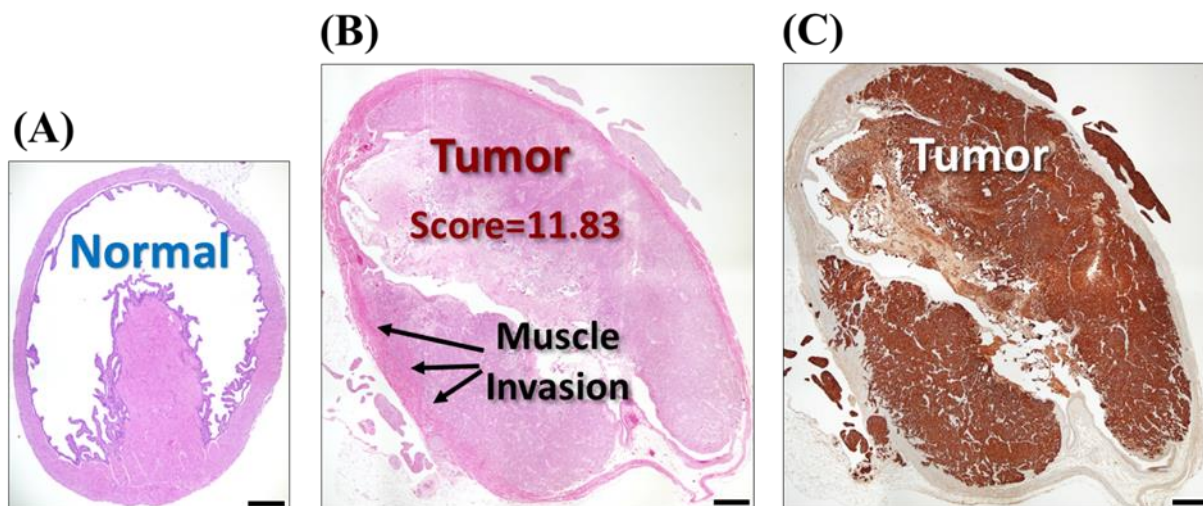 (A)
Normal
(B)
Tumor
Score=11.83
Muscle
Invasion
(C)
Tumor